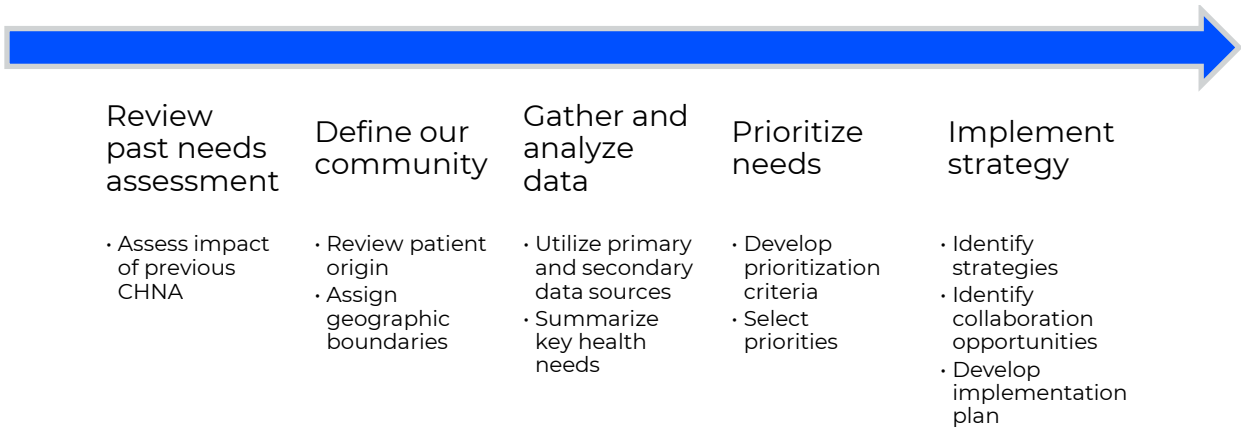 Review
past needs
assessment
• Assess impact
of previous
CHNA
Define our
community
• Review patient
origin
• Assign
geographic
boundaries
Gather and
analyze
data
• Utilize primary
and secondary
data sources
• Summarize
key health
needs
Prioritize
needs
• Develop
prioritization
criteria
• Select
priorities
Implement
strategy
• Identify
strategies
• Identify
collaboration
opportunities
• Develop
implementation
plan